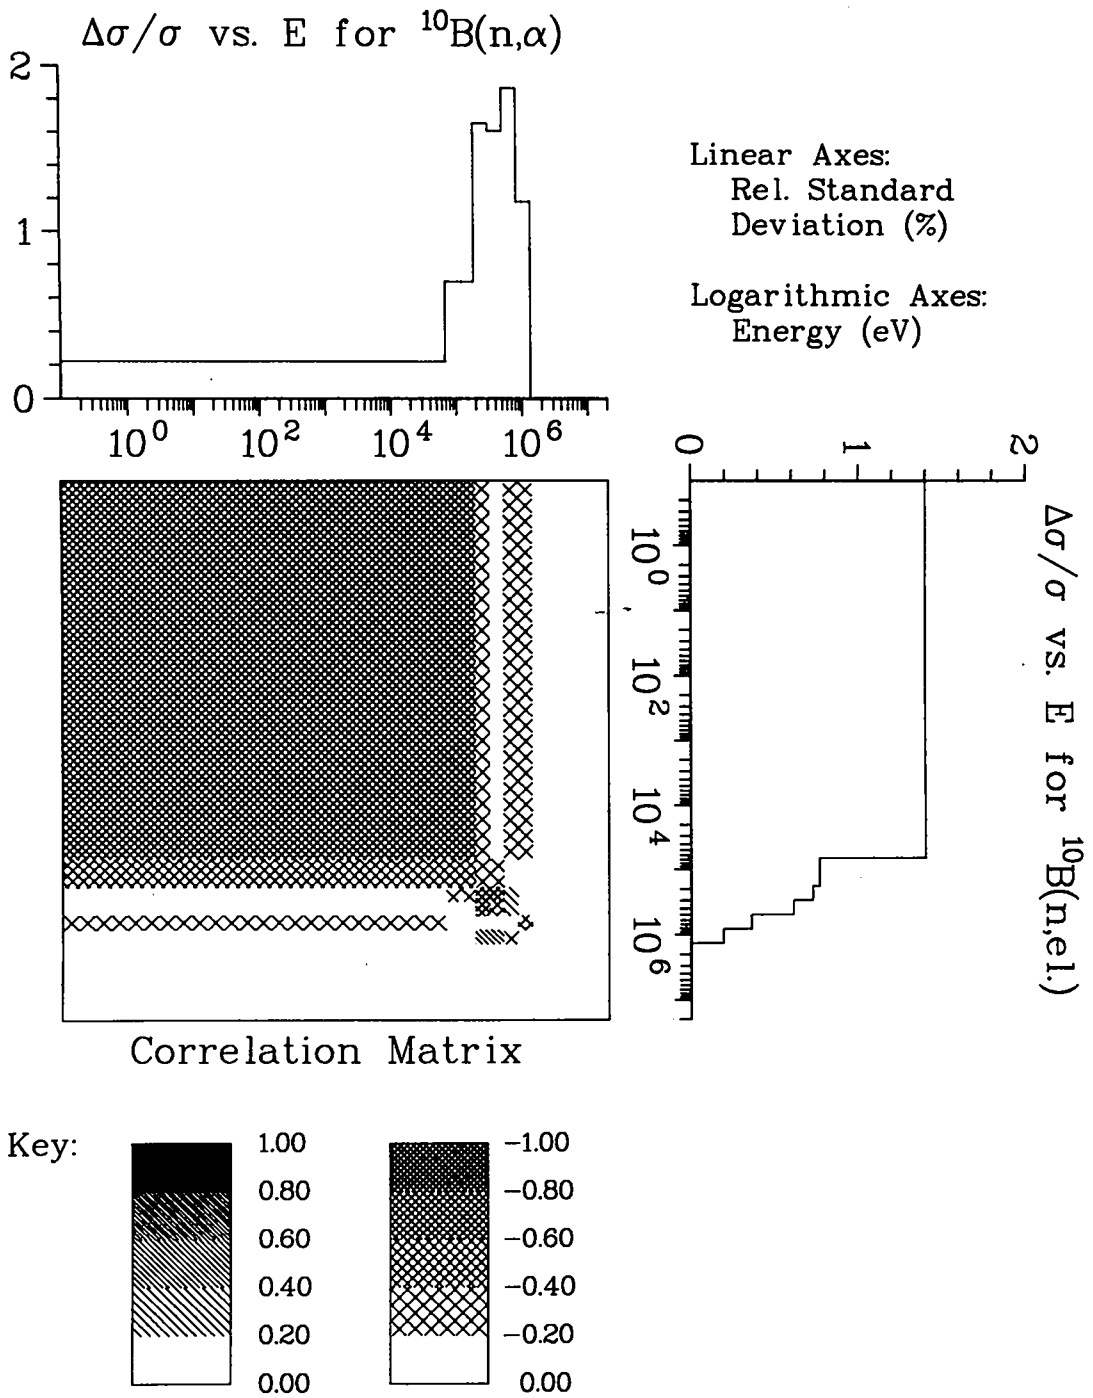 Δσ/σ vs. E for ¹⁰B(n,α)
2
1
0
10⁰ 10² 10⁴ 10⁶
Linear Axes:
Rel. Standard
Deviation (%)
Logarithmic Axes:
Energy (eV)
0 1 2
10⁰
10²
10⁴
10⁶
Δσ/σ vs. E for ¹⁰B(n,el.)
Correlation Matrix
Key:
1.00
0.80
0.60
0.40
0.20
0.00
-1.00
-0.80
-0.60
-0.40
-0.20
0.00